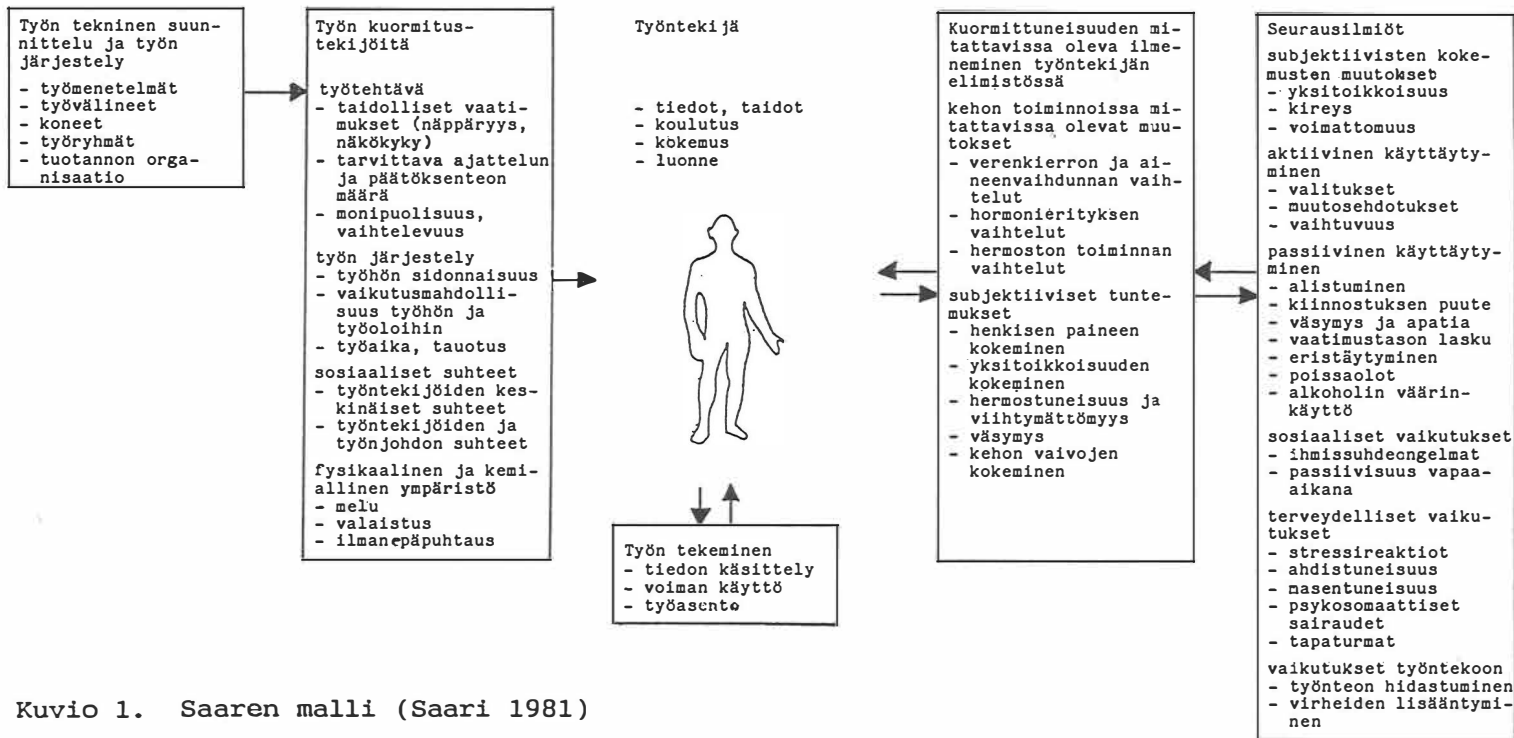 Työn tekninen suun-
nittelu ja työn
järjestely
- työmenetelmät
- työvälineet
- koneet
- työryhmät
- tuotannon orga-
nisaatio
Työn kuormitus-
tekijöitä
työtehtävä
- taidolliset vaati-
mukset (näppäryys,
näkökyky)
- tarvittava ajattelun
ja päätöksenteon
määrä
- monipuolisuus,
vaihtelevuus
työn järjestely
- työhön sidonnaisuus
- vaikutusmahdolli-
suus työhön ja
työoloihin
- työaika, tauotus
sosiaaliset suhteet
- työntekijöiden kes-
kinäiset suhteet
- työntekijöiden ja
työnjohdon suhteet
fysikaalinen ja kemi-
allinen ympäristö
- melu
- valaistus
- ilmanepäpuhtaus
Työntekijä
- tiedot, taidot
- koulutus
- kokemus
- luonne
Työn tekeminen
- tiedon käsittely
- voiman käyttö
- työasento
Kuormittuneisuuden mi-
tattavissa oleva ilme-
neminen työntekijän
elimistössä
kehon toiminnoissa mi-
tattavissa olevat muu-
tokset
- verenkierron ja ai-
neenvaihdunnan vaih-
telut
- hormonierityksen
vaihtelut
- hermoston toiminnan
vaihtelut
subjektiiviset tunte-
mukset
- henkisen paineen
kokeminen
- yksitoikkoisuuden
kokeminen
- hermostuneisuus ja
viihtymättömyys
- väsymys
- kehon vaivojen
kokeminen
Seurausilmiöt
subjektiivisten koke-
musten muutokset
- yksitoikkoisuus
- kireys
- voimattomuus
aktiivinen käyttäyty-
minen
- valitukset
- muutosehdotukset
- vaihtuvuus
passiivinen käyttäyty-
minen
- alistuminen
- kiinnostuksen puute
- väsymys ja apatia
- vaatimustason lasku
- eristäytyminen
- poissaolot
- alkoholin väärin-
käyttö
sosiaaliset vaikutukset
- ihmissuhdeongelmat
- passiivisuus vapaa-
aikana
terveydelliset vaiku-
tukset
- stressireaktiot
- ahdistuneisuus
- masentuneisuus
- psykosomaattiset
sairaudet
- tapaturmat
vaikutukset työntekoon
- työnteon hidastuminen
- virheiden lisääntymi-
nen
Kuvio 1. Saaren malli (Saari 1981)